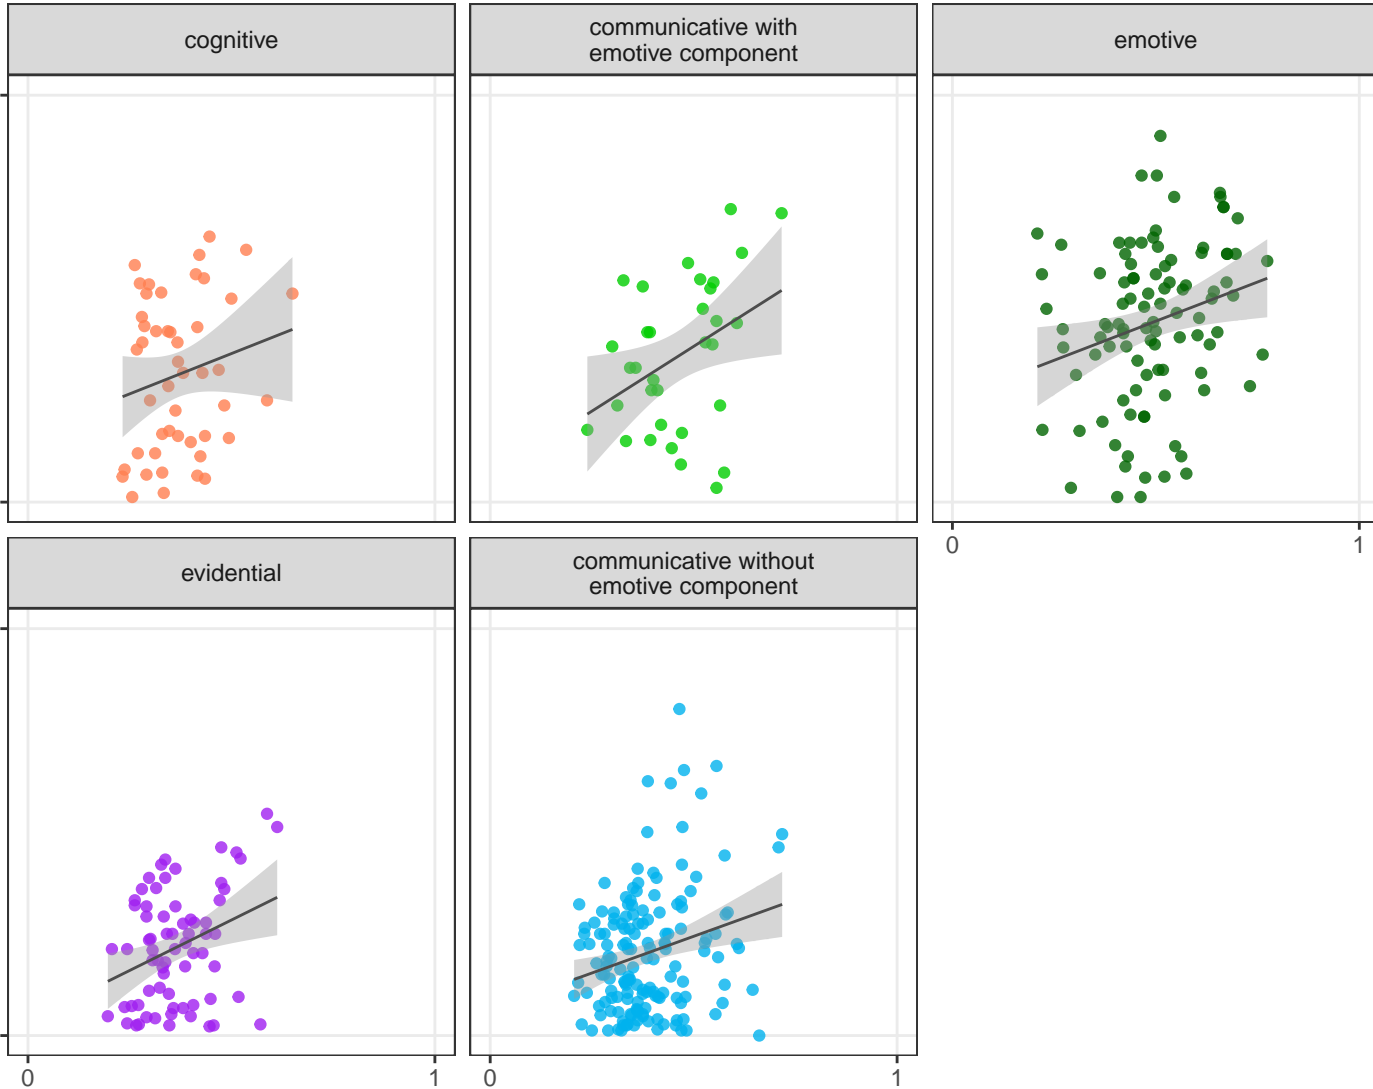 cognitive
communicative with
emotive component
emotive
0
1
evidential
communicative without
emotive component
0
1
0
1